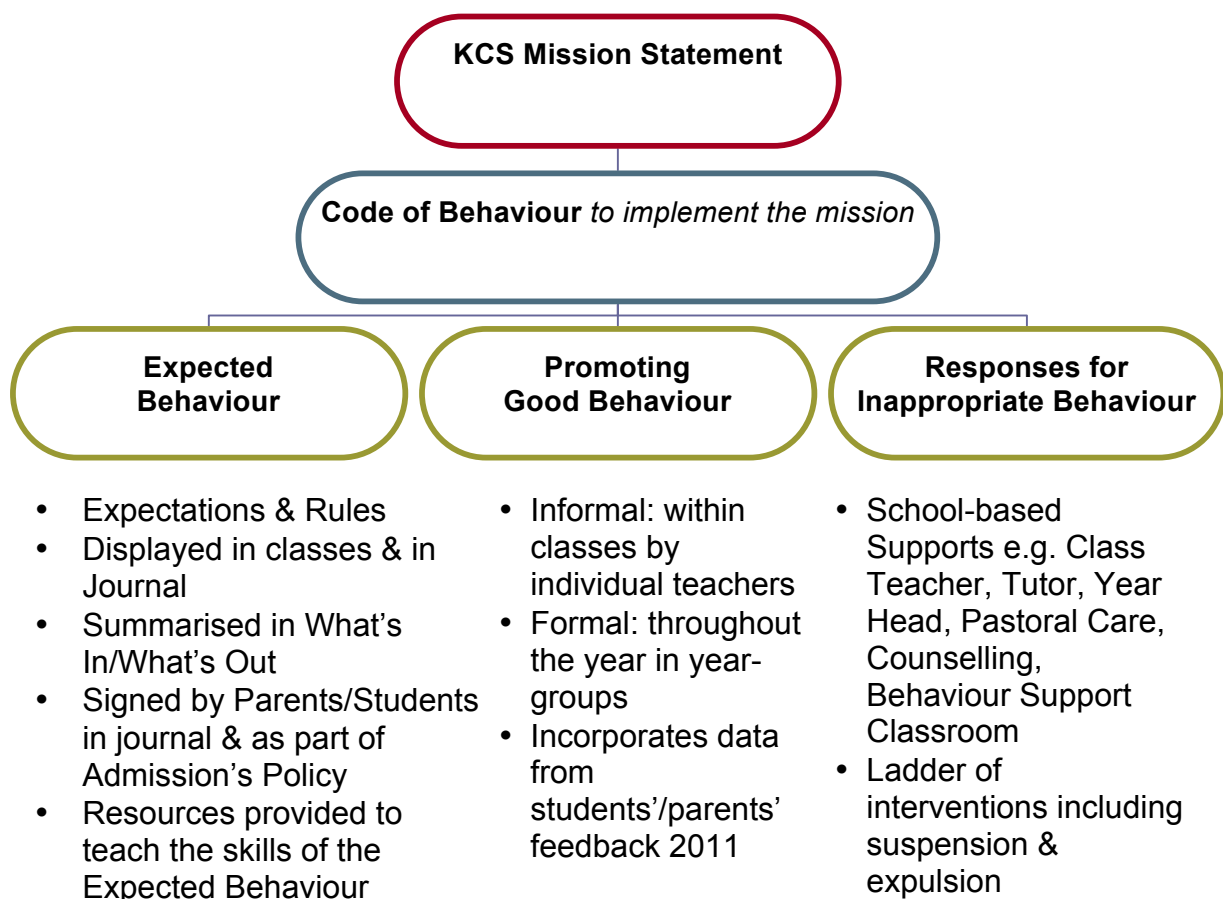 KCS Mission Statement
Code of Behaviour to implement the mission
Expected
Behaviour
• Expectations & Rules
• Displayed in classes & in
Journal
• Summarised in What’s
In/What’s Out
• Signed by Parents/Students
in journal & as part of
Admission’s Policy
• Resources provided to
teach the skills of the
Expected Behaviour
Promoting
Good Behaviour
• Informal: within
classes by
individual teachers
• Formal: throughout
the year in year-
groups
• Incorporates data
from
students’/parents’
feedback 2011
Responses for
Inappropriate Behaviour
• School-based
Supports e.g. Class
Teacher, Tutor, Year
Head, Pastoral Care,
Counselling,
Behaviour Support
Classroom
• Ladder of
interventions including
suspension &
expulsion